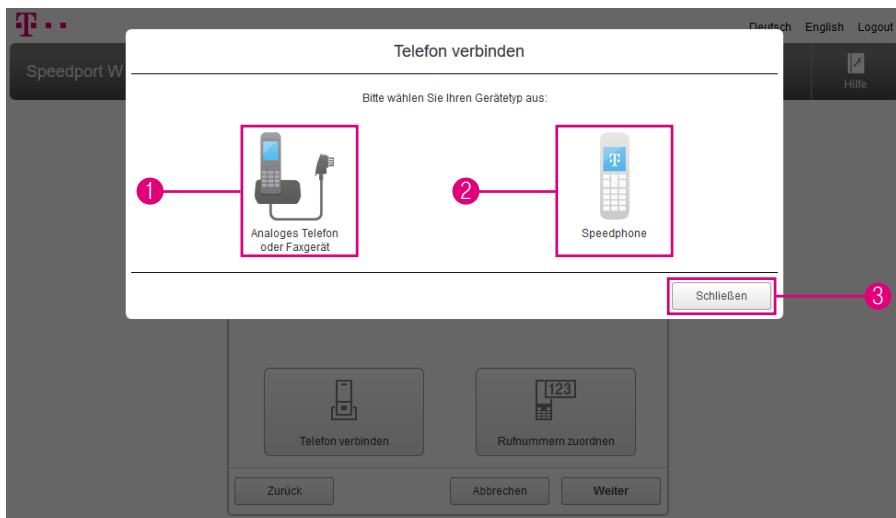 T
Deutsch English Logout
Speedport W
Hilfe
Telefon verbinden
Bitte wählen Sie Ihren Gerätetyp aus:
1
2
T
Analoges Telefon
oder Faxgerät
Speedphone
Schließen
3
123
Telefon verbinden
Rufnummern zuordnen
Zurück
Abbrechen
Weiter